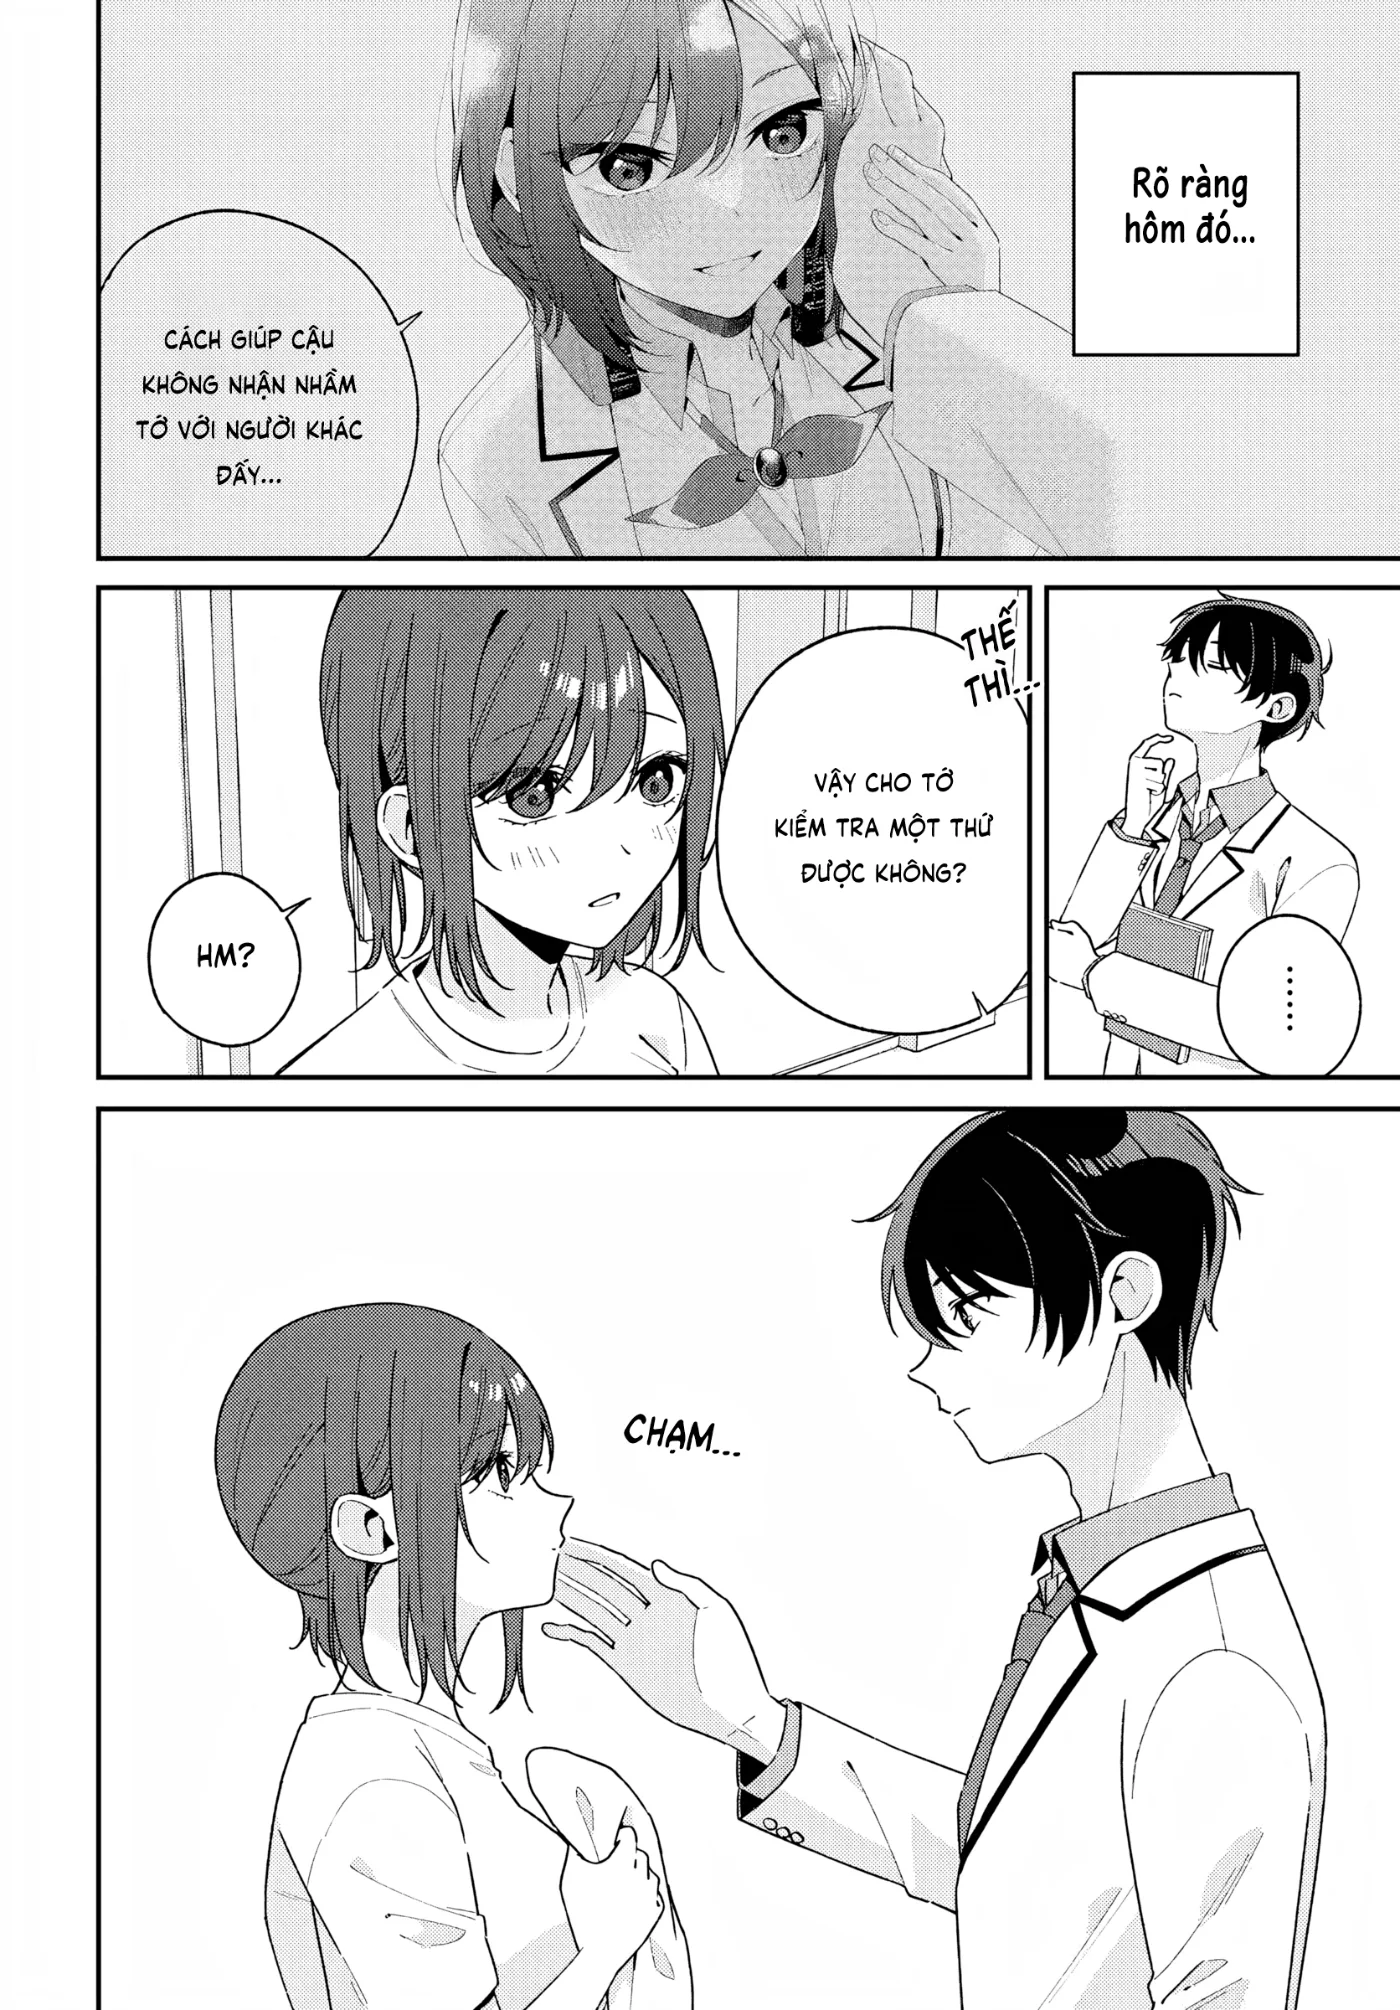 Rõ ràng
hôm đó...
CÁCH GIÚP CẬU
KHÔNG NHẬN NHẦM
TỚ VỚI NGƯỜI KHÁC
ĐẤY...
......
THẾ
THÌ...
VẬY CHO TỚ
KIỂM TRA MỘT THỨ
ĐƯỢC KHÔNG?
HM?
CHẠM...